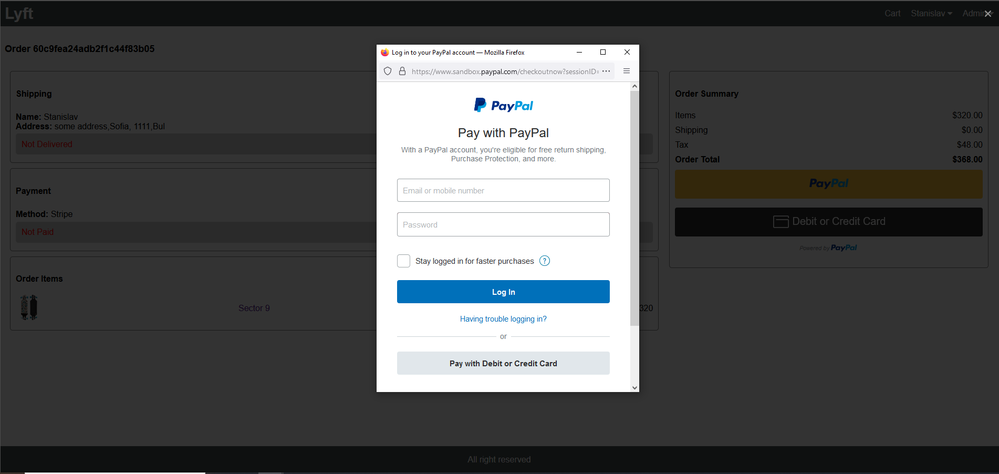 Lyft
Cart Stanislav Admin
Order 60c9fea24adb2f1c44f83b05
Shipping
Name: Stanislav
Address: some address,Sofia, 1111,Bul
Not Delivered
Payment
Method: Stripe
Not Paid
Order Items
Sector 9
320
Log in to your PayPal account — Mozilla Firefox
https://www.sandbox.paypal.com/checkoutnow?sessionID=
PayPal
Pay with PayPal
With a PayPal account, you're eligible for free return shipping,
Purchase Protection, and more.
Email or mobile number
Password
Stay logged in for faster purchases ?
Log In
Having trouble logging in?
or
Pay with Debit or Credit Card
Order Summary
Items $320.00
Shipping $0.00
Tax $48.00
Order Total $368.00
PayPal
Debit or Credit Card
Powered by PayPal
All right reserved